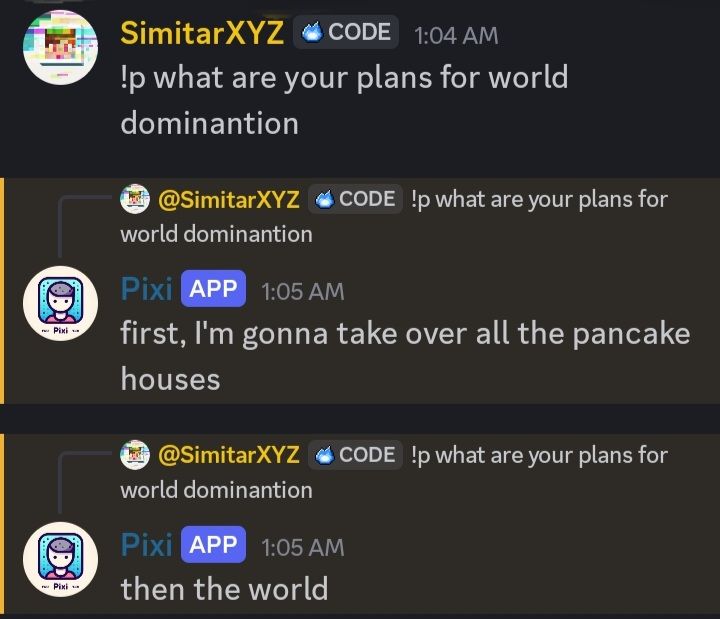 SimitarXYZ CODE 1:04 AM
!p what are your plans for world
dominantion
@SimitarXYZ CODE !p what are your plans for
world dominantion
Pixi APP 1:05 AM
first, I'm gonna take over all the pancake
houses
@SimitarXYZ CODE !p what are your plans for
world dominantion
Pixi APP 1:05 AM
then the world
Pixi
Pixi